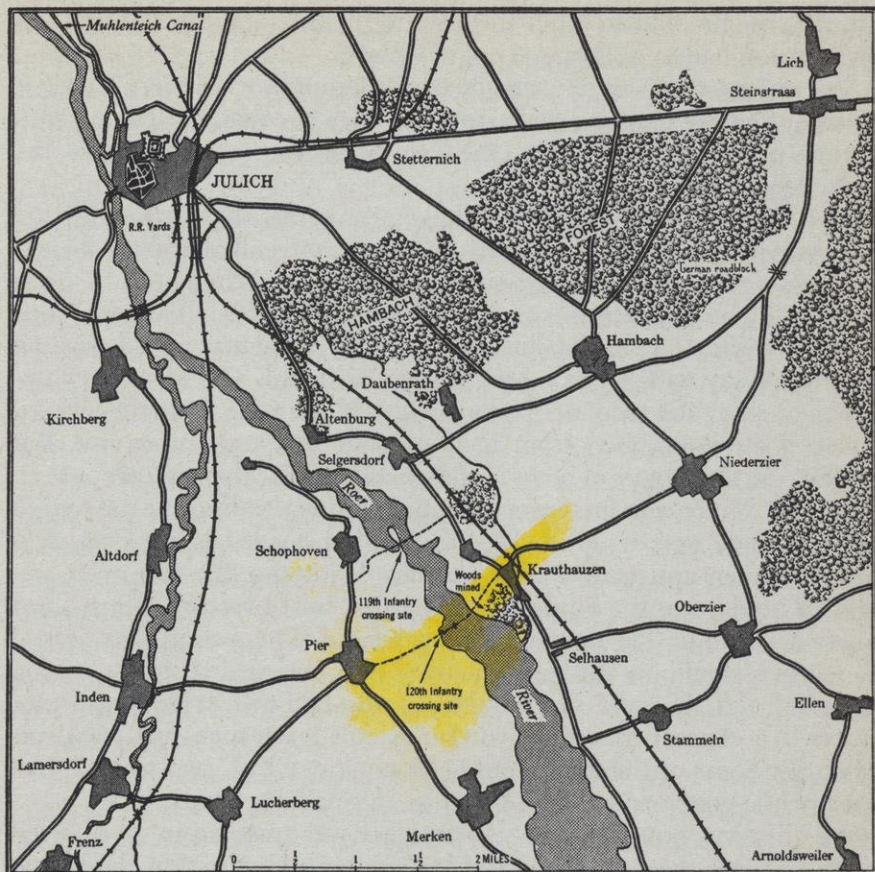 Muhlenteich Canal
Lich
Steinstrass
Stetternich
JULICH
R.R. Yards
FOREST
German roadblock
HAMBACH
Hambach
Daubenrath
Kirchberg
Altenburg
Selgersdorf
Niederzier
Roer
Altdorf
Schophoven
Woods
mined
Krauthauzen
119th Infantry
crossing site
Oberzier
Pier
Selhausen
120th Infantry
crossing site
River
Inden
Ellen
Stammeln
Lamersdorf
Lucherberg
Merken
Frenz
Arnoldsweiler
0 ½ 1 1½ 2 MILES